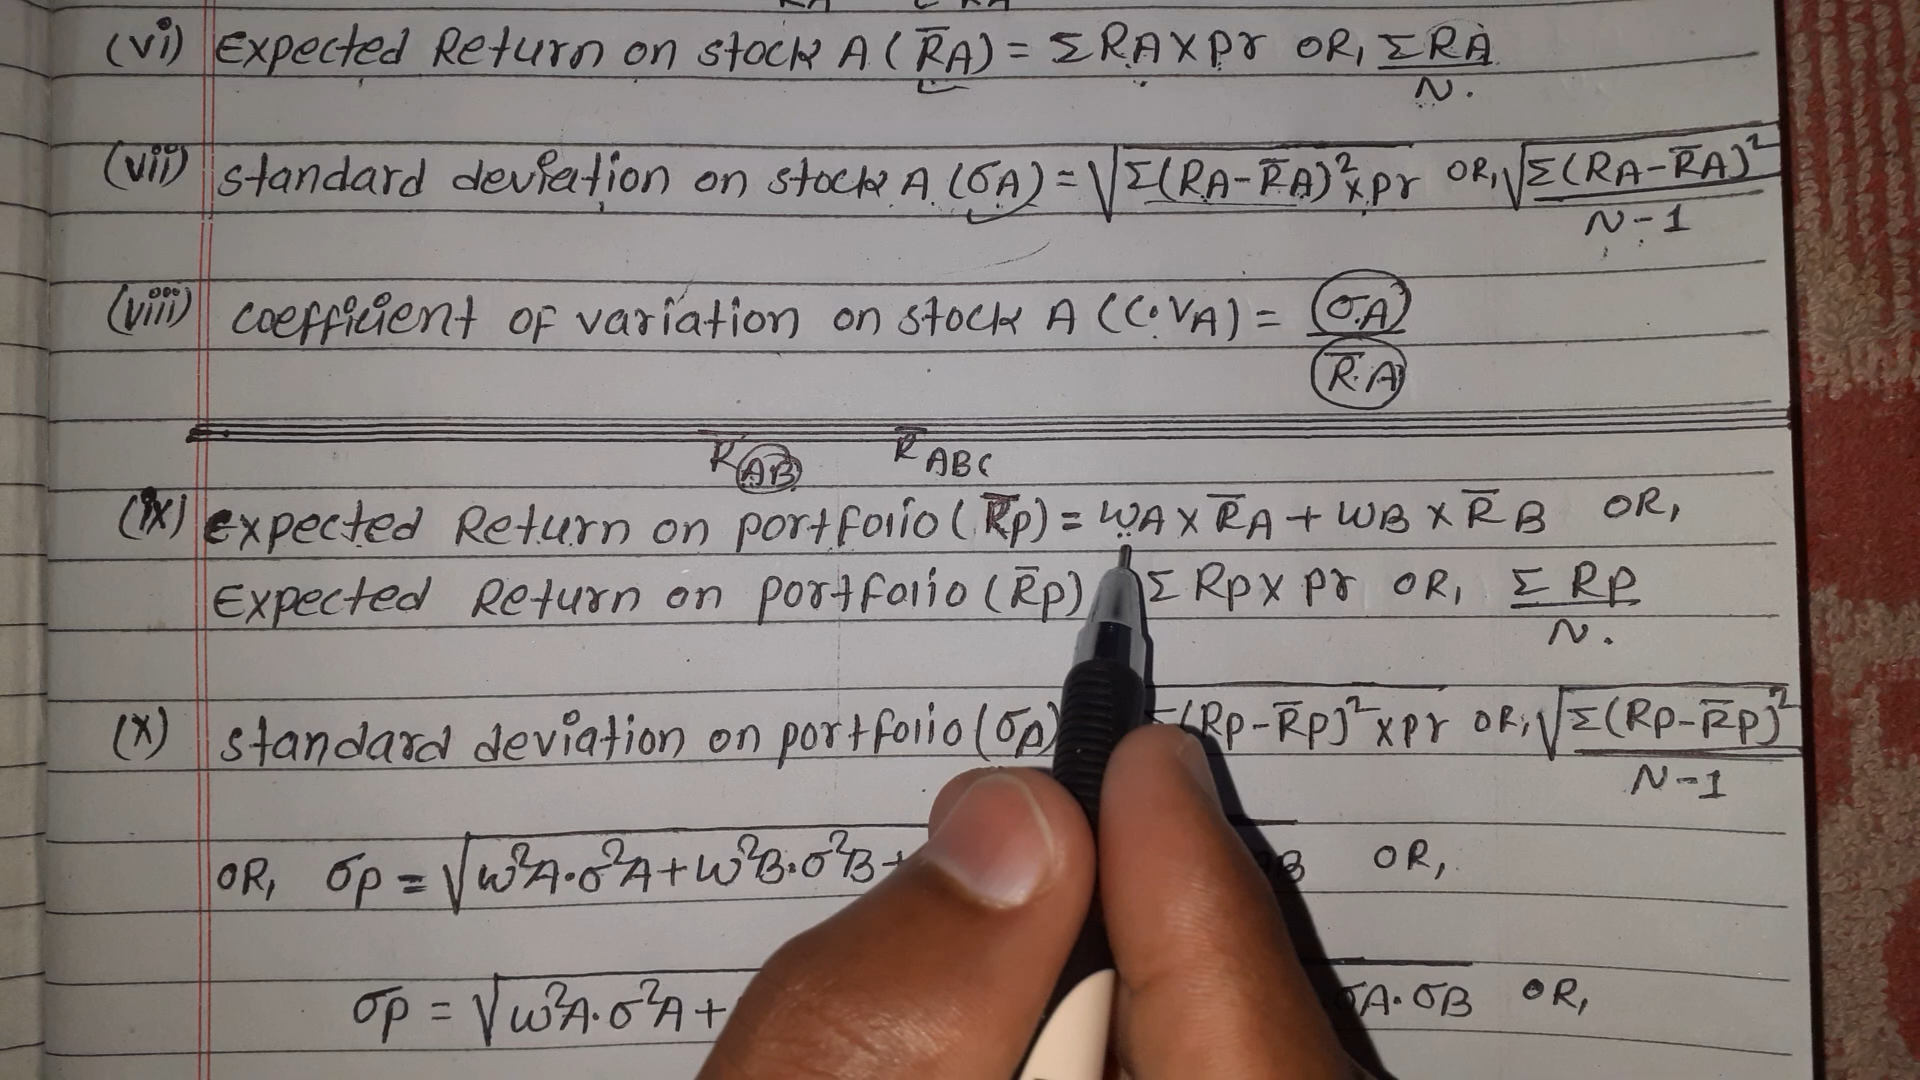 (vi) Expected Return on stock A (R̅A) = ΣRA×pr OR, ΣRA/N.
(vii) standard deviation on stock A (σA) = √Σ(RA-R̅A)²×pr OR, √Σ(RA-R̅A)²/N-1
(viii) coefficient of variation on stock A (C.VA) = σA/R̅A
R̅AB R̅ABC
(ix) Expected Return on portfolio (R̅p) = WA×R̅A + WB×R̅B OR,
Expected Return on portfolio (R̅p) Σ Rp×pr OR, ΣRp/N.
(x) standard deviation on portfolio (σp) (Rp-R̅p)²×pr OR, √Σ(Rp-R̅p)²/N-1
OR, σp = √W²A.σ²A + W²B.σ²B + B OR,
σp = √W²A.σ²A + σA.σB OR,